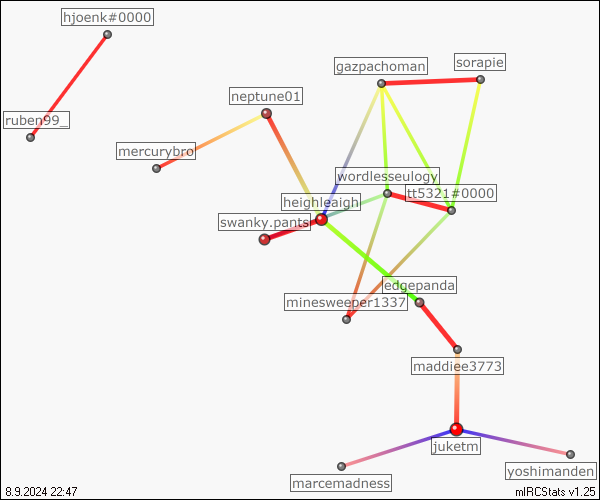 hjoenk#0000
gazpachoman
sorapie
neptune01
ruben99_
mercurybro
wordlesseulogy
tt5321#0000
heighleaigh
swanky.pants
edgepanda
minesweeper1337
maddiee3773
juketm
marcemadness
yoshimanden
8.9.2024 22:47
mIRCStats v1.25